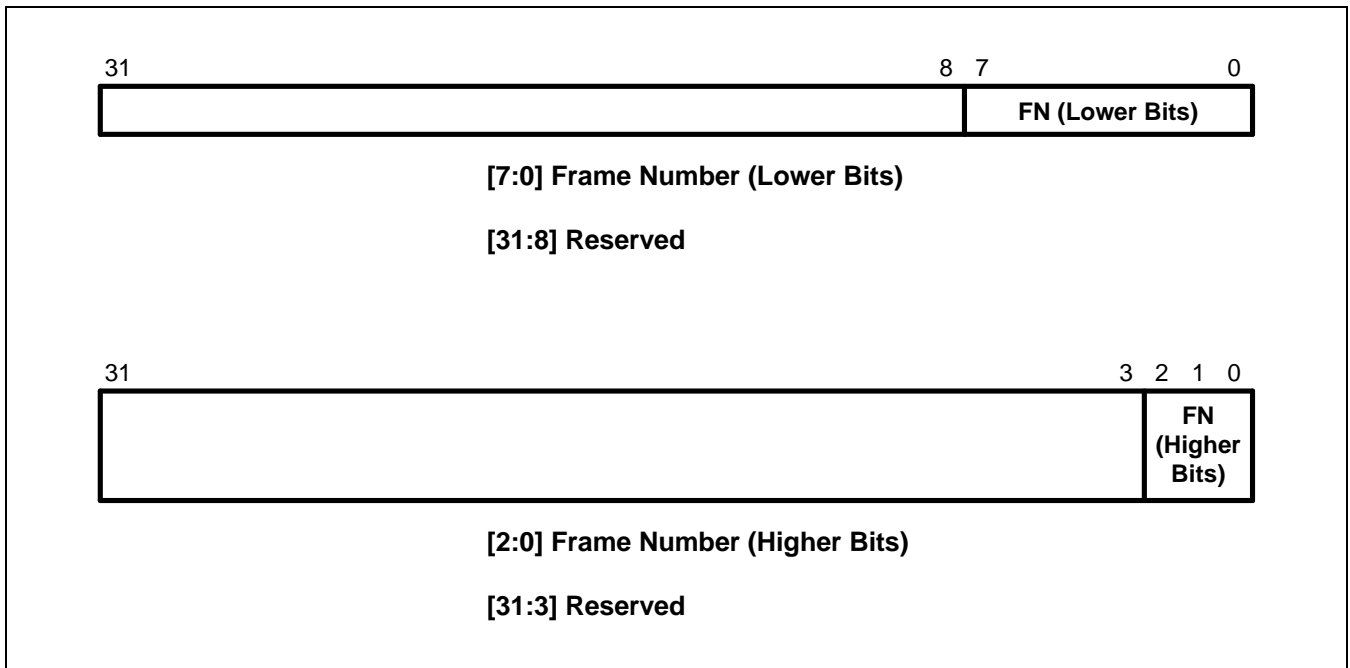 31 8 7 0
FN (Lower Bits)
[7:0] Frame Number (Lower Bits)
[31:8] Reserved
31 3 2 1 0
FN
(Higher
Bits)
[2:0] Frame Number (Higher Bits)
[31:3] Reserved